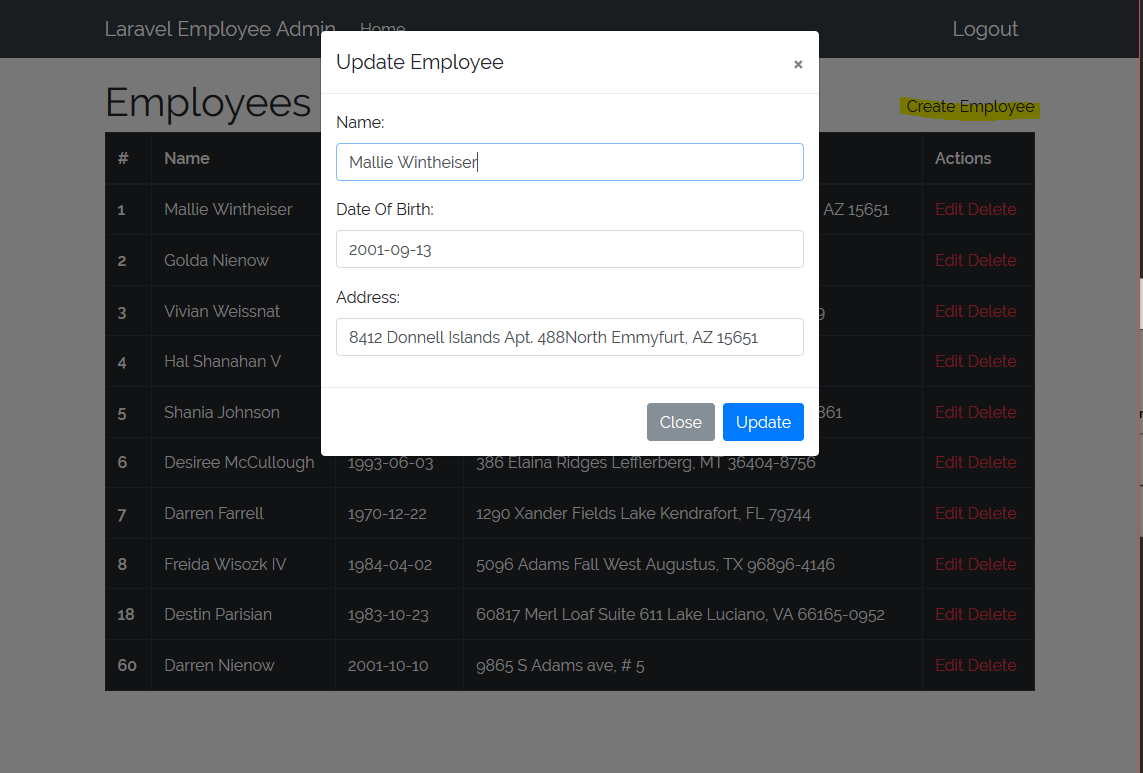 Laravel Employee Admin Home Logout
Update Employee ×
Employees
Create Employee
Name:
Mallie Wintheiser
Date Of Birth:
2001-09-13
Address:
8412 Donnell Islands Apt. 488North Emmyfurt, AZ 15651
Close Update
# Name Actions
1 Mallie Wintheiser AZ 15651 Edit Delete
2 Golda Nienow Edit Delete
3 Vivian Weissnat Edit Delete
4 Hal Shanahan V Edit Delete
5 Shania Johnson 861 Edit Delete
6 Desiree McCullough 1993-06-03 386 Elaina Ridges Lefflerberg, MT 36404-8756 Edit Delete
7 Darren Farrell 1970-12-22 1290 Xander Fields Lake Kendrafort, FL 79744 Edit Delete
8 Freida Wisozk IV 1984-04-02 5096 Adams Fall West Augustus, TX 96896-4146 Edit Delete
18 Destin Parisian 1983-10-23 60817 Merl Loaf Suite 611 Lake Luciano, VA 66165-0952 Edit Delete
60 Darren Nienow 2001-10-10 9865 S Adams ave, # 5 Edit Delete